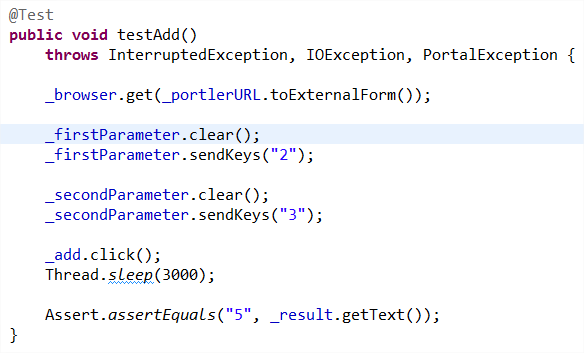 @Test
public void testAdd()
throws InterruptedException, IOException, PortalException {
_browser.get(_portlerURL.toExternalForm());
_firstParameter.clear();
_firstParameter.sendKeys("2");
_secondParameter.clear();
_secondParameter.sendKeys("3");
_add.click();
Thread.sleep(3000);
Assert.assertEquals("5", _result.getText());
}